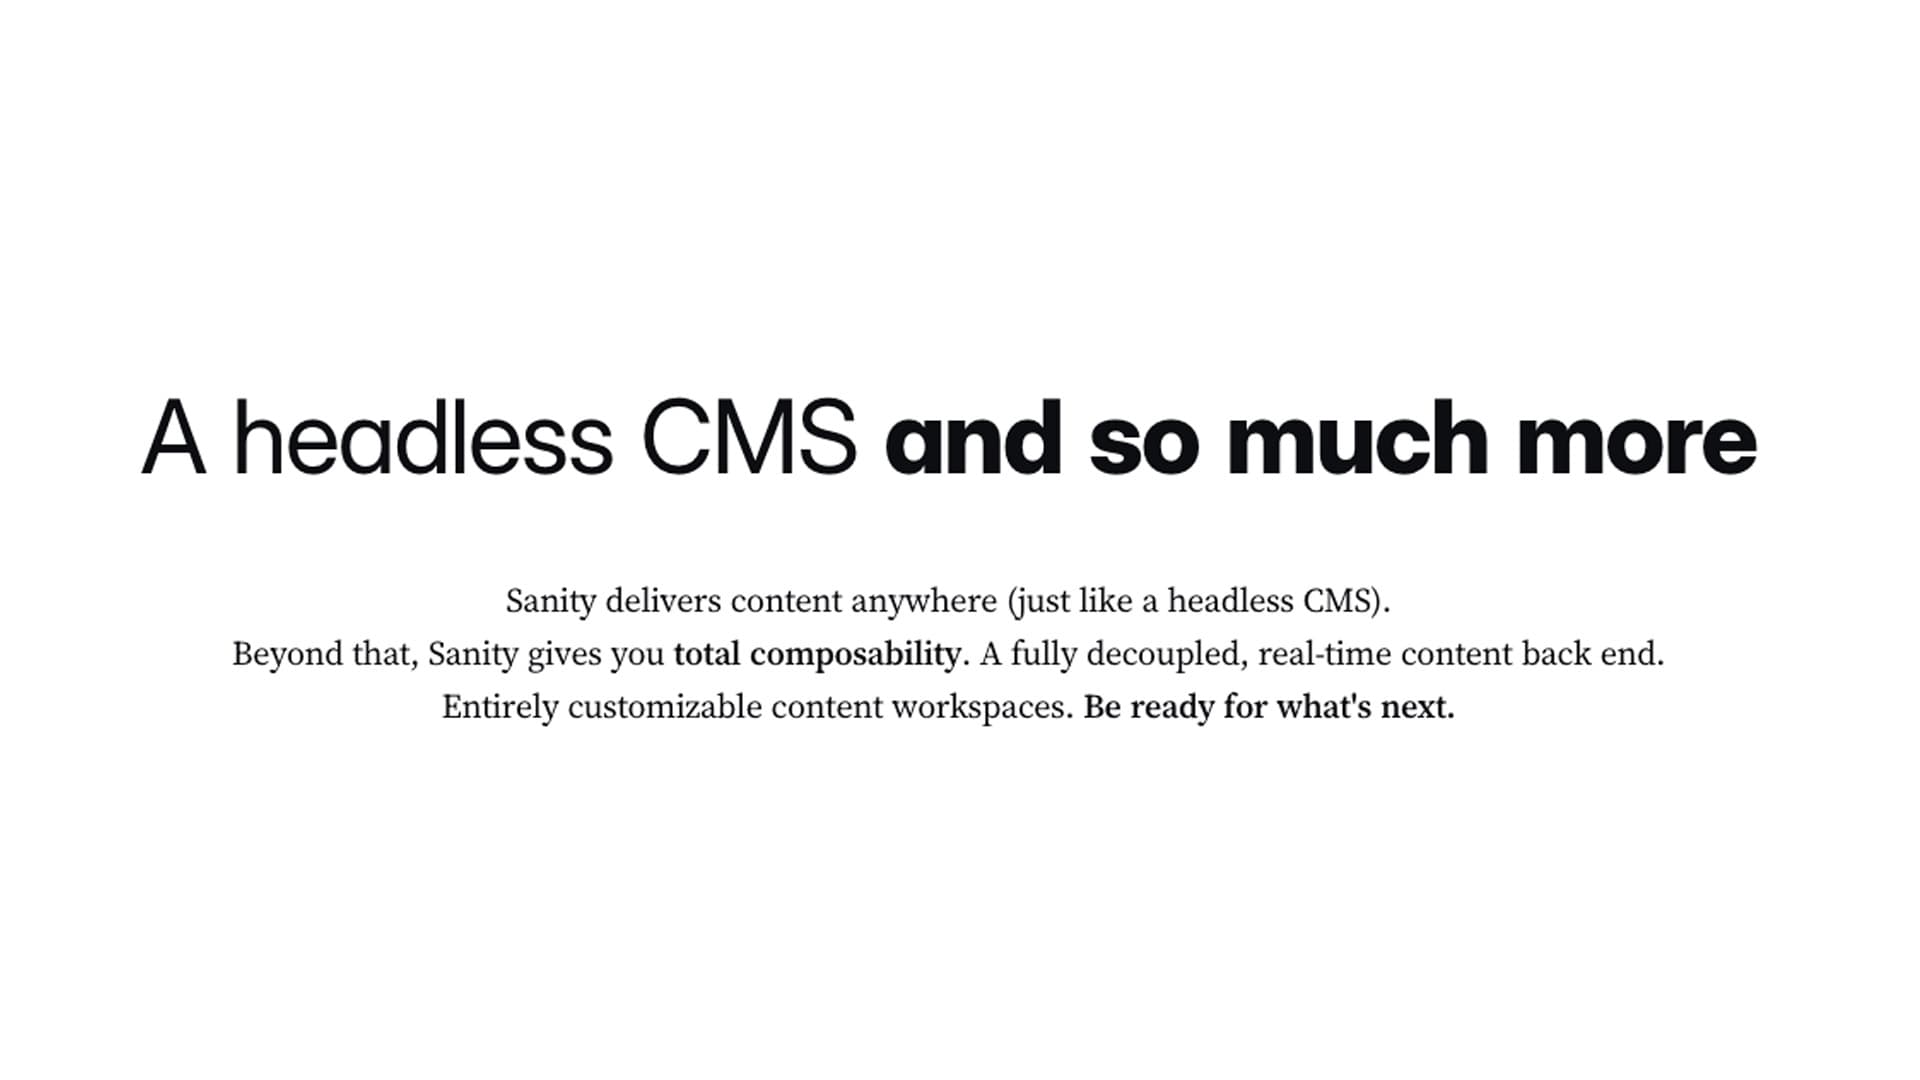 A headless CMS and so much more
Sanity delivers content anywhere (just like a headless CMS).
Beyond that, Sanity gives you total composability. A fully decoupled, real-time content back end.
Entirely customizable content workspaces. Be ready for what's next.